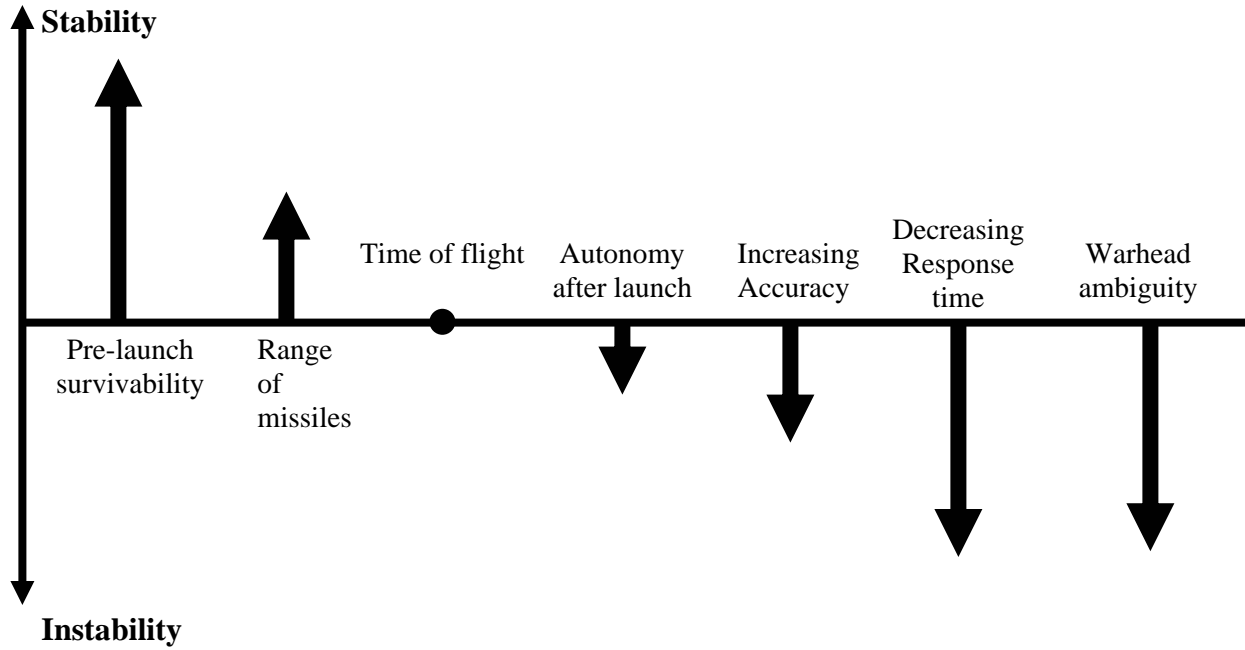 Stability
Time of flight
Autonomy
after launch
Increasing
Accuracy
Decreasing
Response
time
Warhead
ambiguity
Pre-launch
survivability
Range
of
missiles
Instability